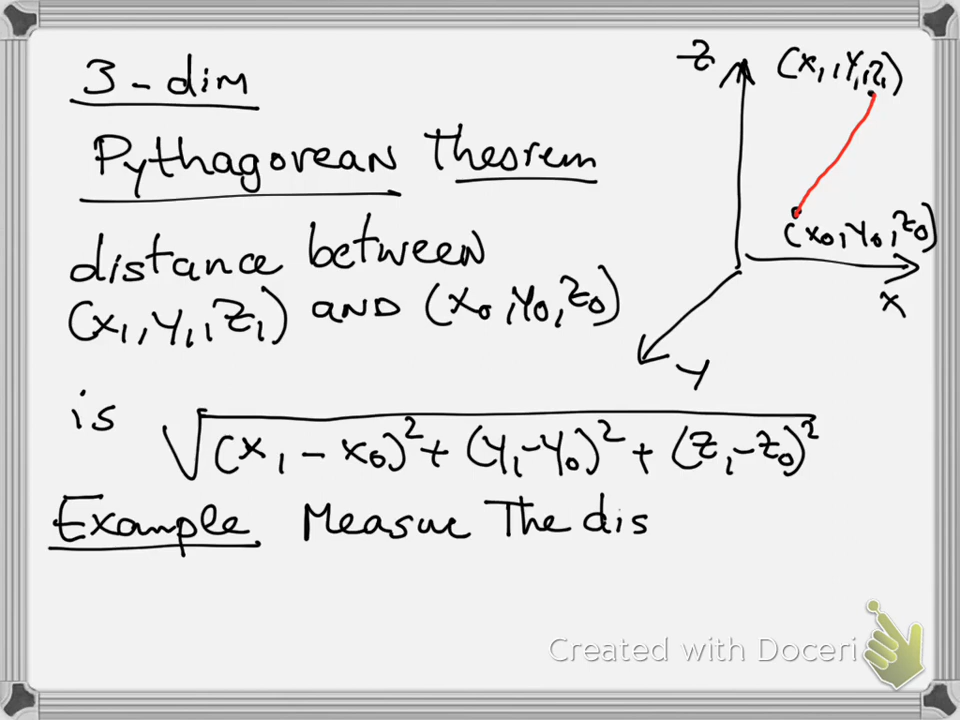 3-dim
Pythagorean Theorem
distance between
(x₁, y₁, z₁) AND (x₀, y₀, z₀)
is √((x₁ - x₀)² + (y₁ - y₀)² + (z₁ - z₀)²)
Example Measure The dis
z
(x₁, y₁, z₁)
(x₀, y₀, z₀)
x
y
Created with Doceri